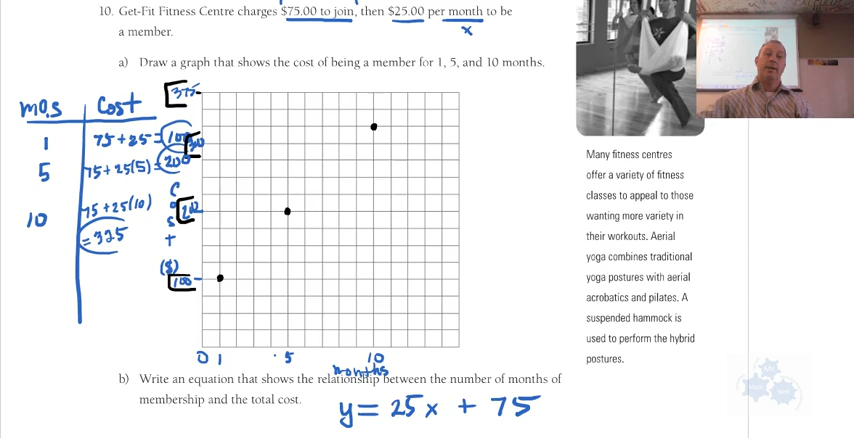 10. Get-Fit Fitness Centre charges $75.00 to join, then $25.00 per month to be
a member.
x
a) Draw a graph that shows the cost of being a member for 1, 5, and 10 months.
mos Cost
1 75+25=100
5 75+25(5)=200
10 75+25(10)
=325
375
300
200
100
Cost
($)
0 1 5 10
months
b) Write an equation that shows the relationship between the number of months of
membership and the total cost.
y = 25x + 75
Many fitness centres
offer a variety of fitness
classes to appeal to those
wanting more variety in
their workouts. Aerial
yoga combines traditional
yoga postures with aerial
acrobatics and pilates. A
suspended hammock is
used to perform the hybrid
postures.